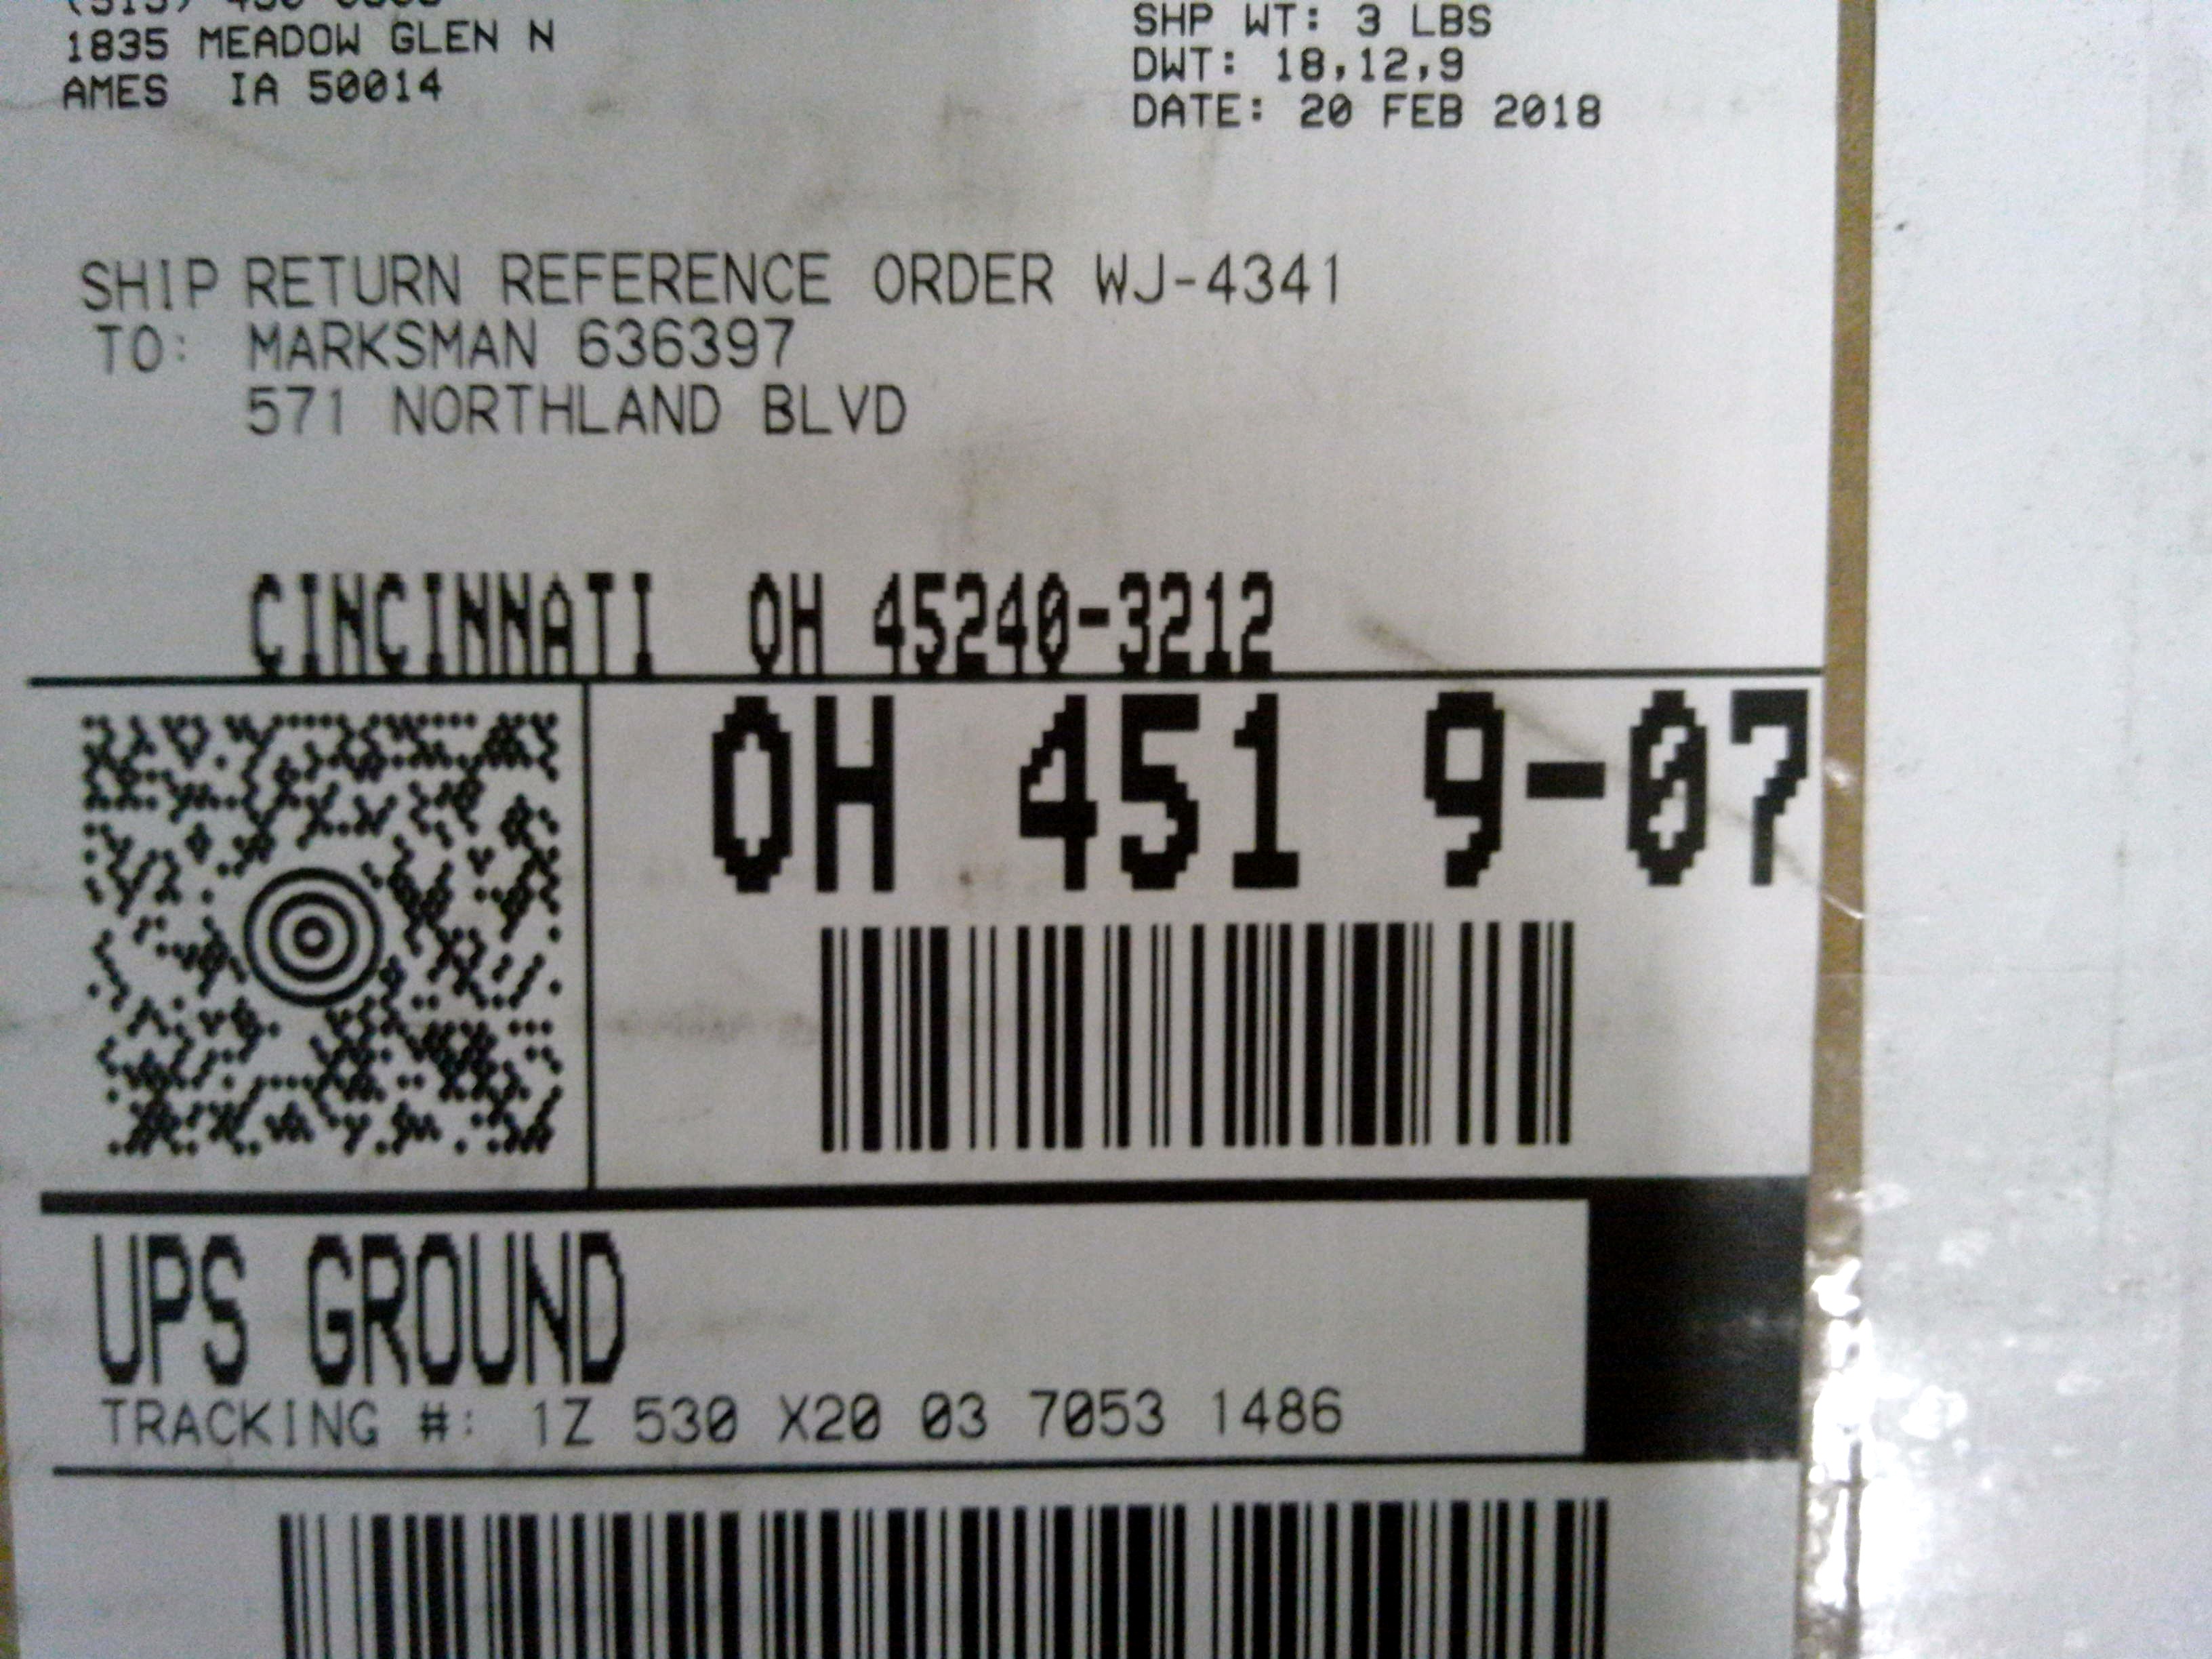 1835 MEADOW GLEN N
AMES IA 50014
SHP WT: 3 LBS
DWT: 18,12,9
DATE: 20 FEB 2018
SHIP RETURN REFERENCE ORDER WJ-4341
TO: MARKSMAN 636397
571 NORTHLAND BLVD
CINCINNATI OH 45240-3212
OH 451 9-07
UPS GROUND
TRACKING #: 1Z 530 X20 03 7053 1486